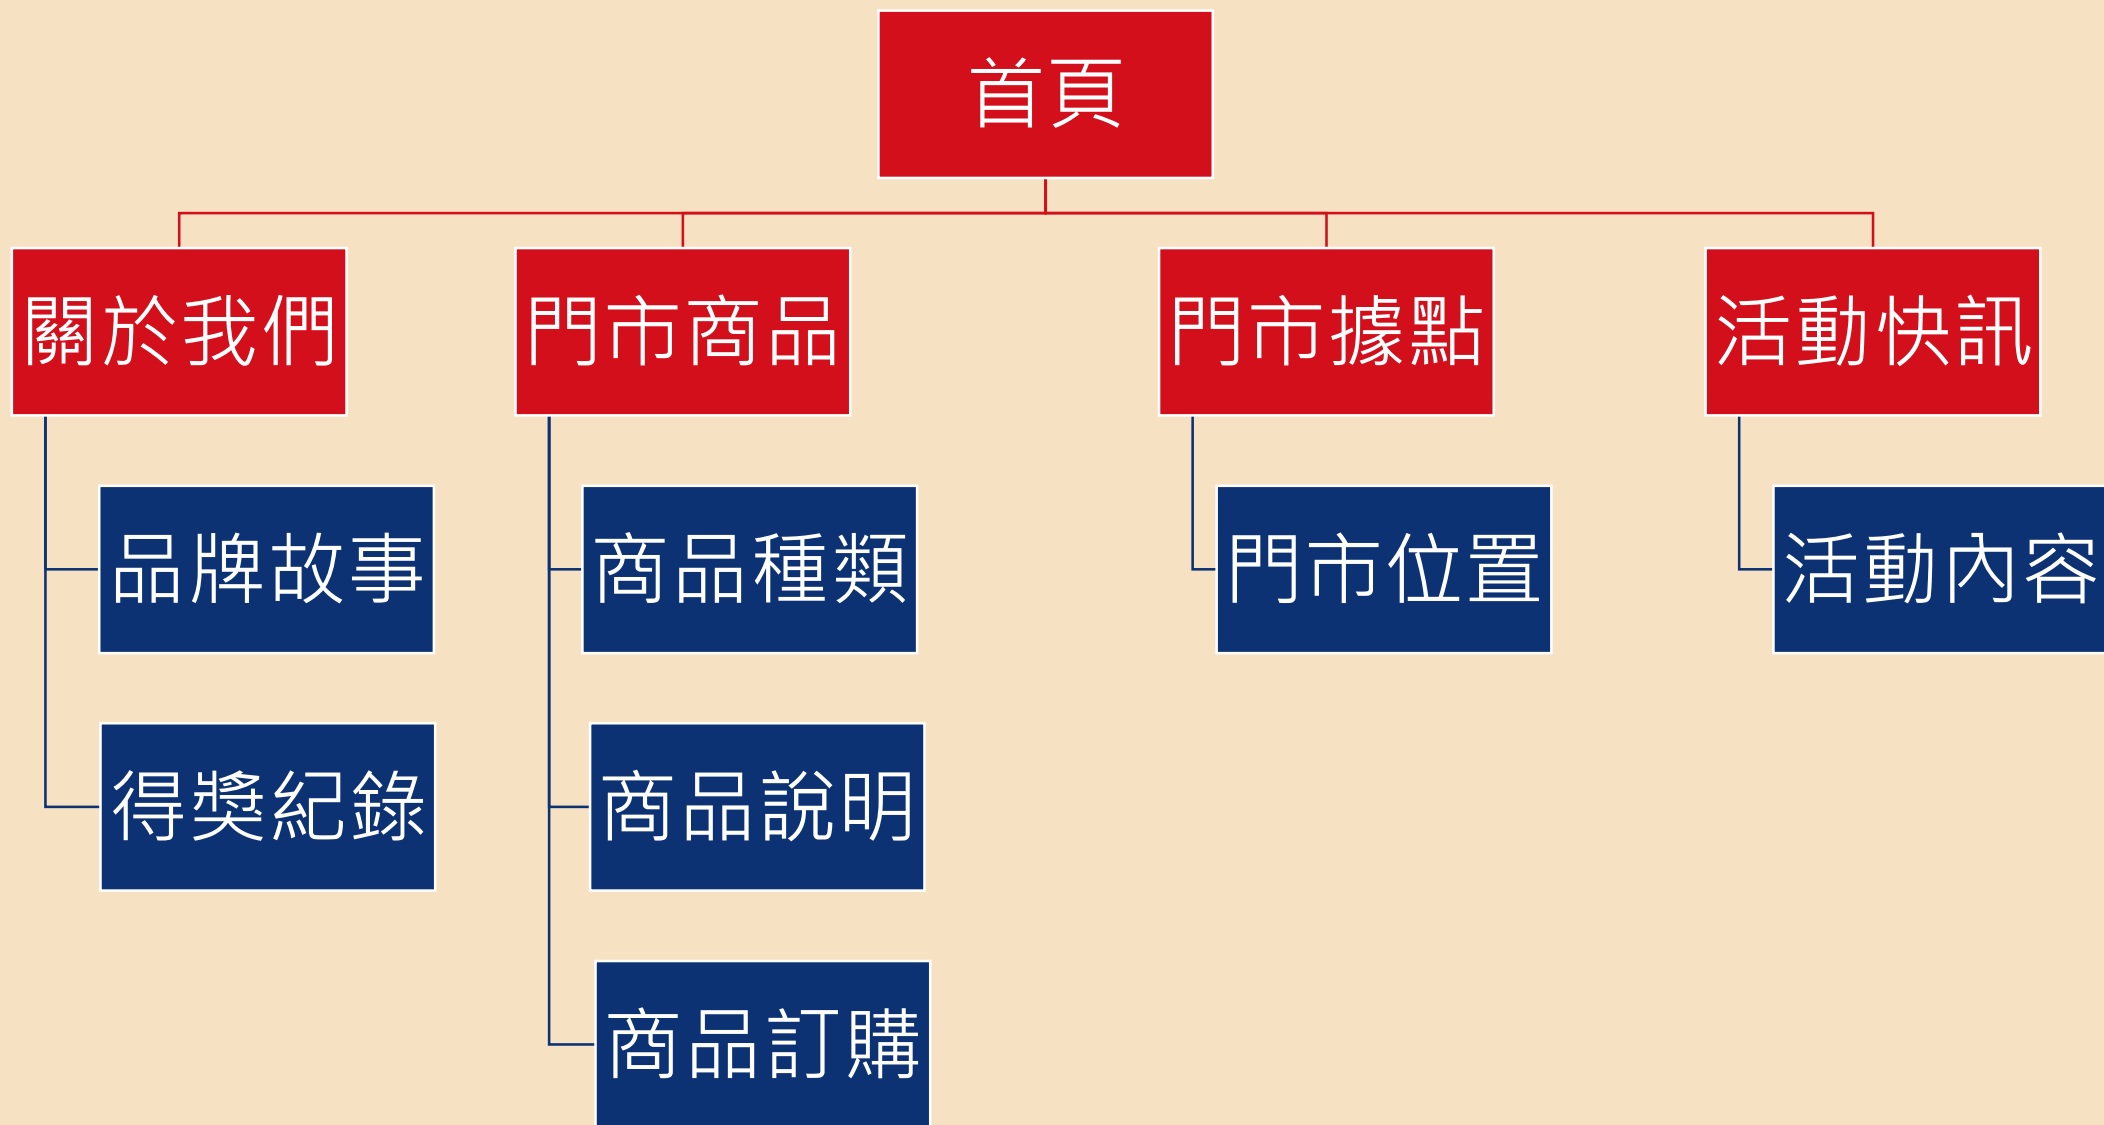 首頁
關於我們
門市商品
門市據點
活動快訊
品牌故事
商品種類
門市位置
活動內容
得獎紀錄
商品說明
商品訂購